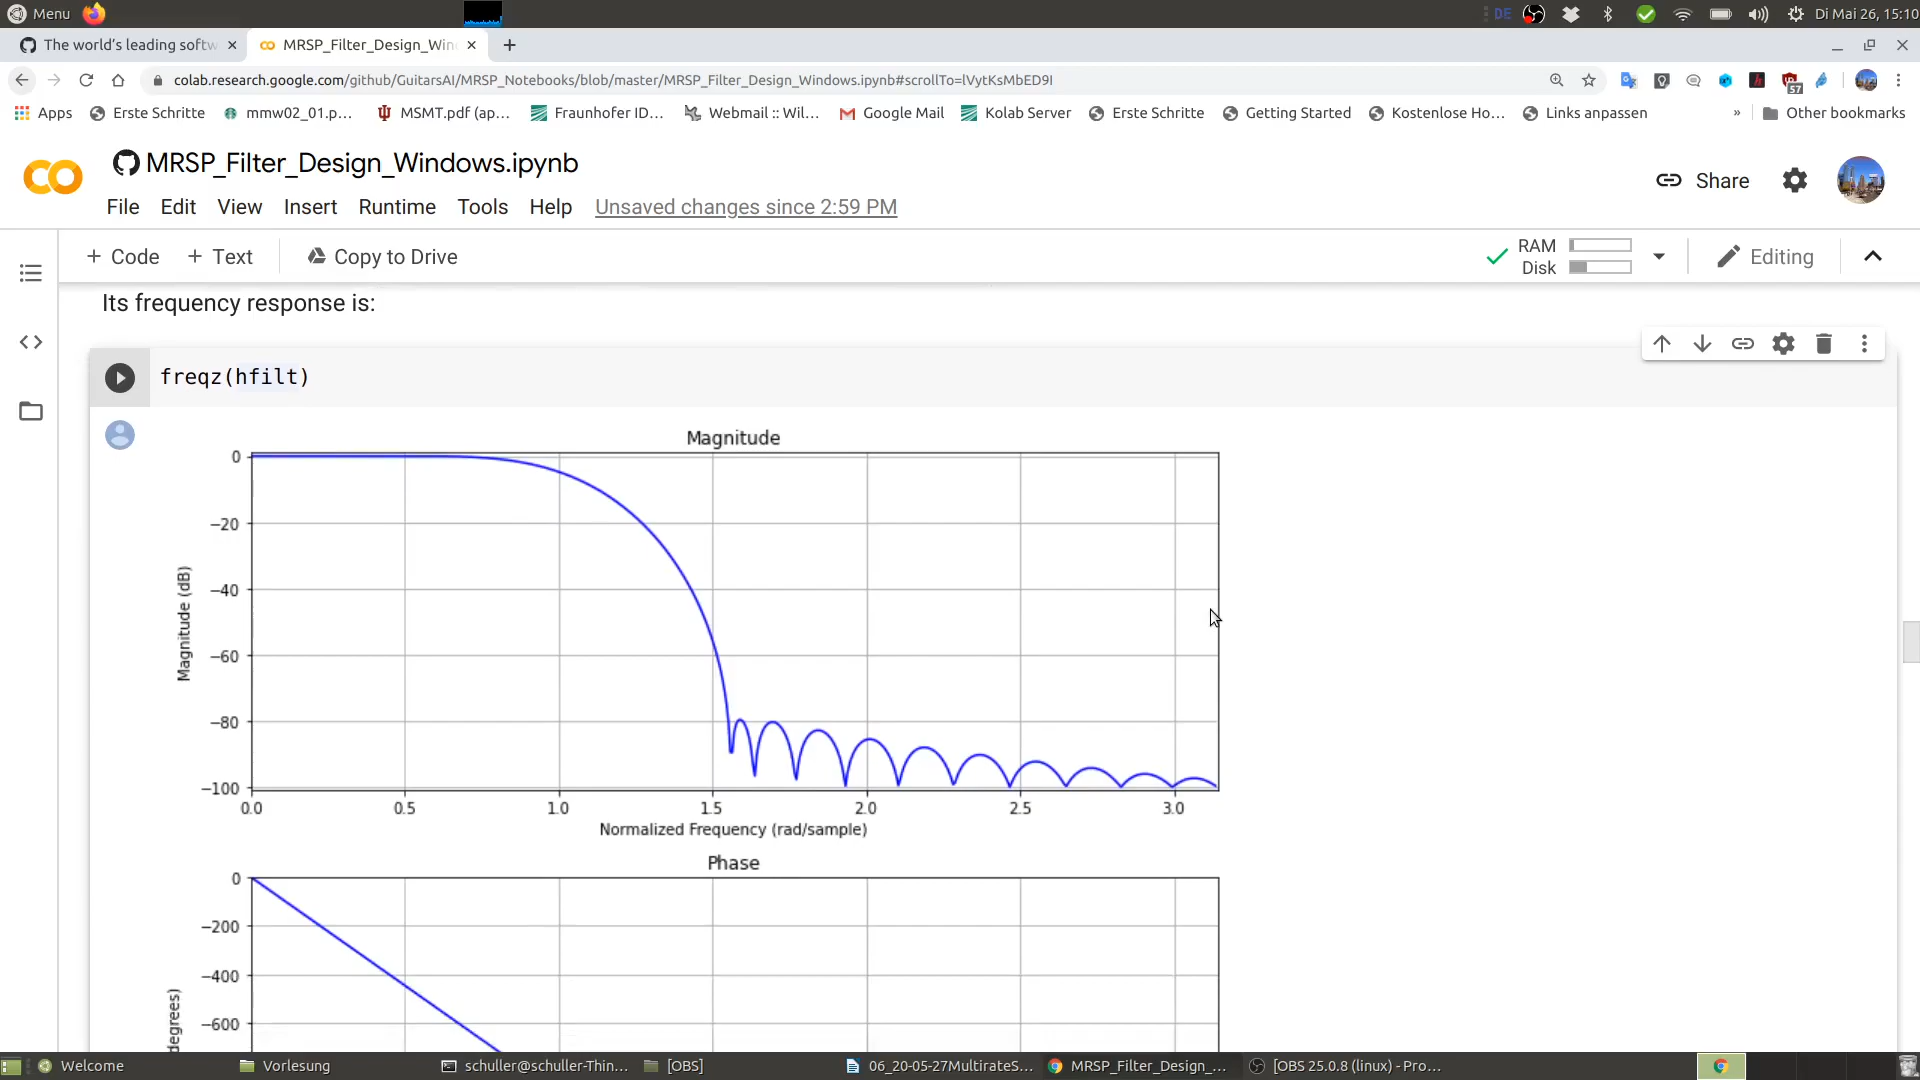 Menu DE Di Mai 26, 15:10
The world's leading softw × MRSP_Filter_Design_Win × +
colab.research.google.com/github/GuitarsAI/MRSP_Notebooks/blob/master/MRSP_Filter_Design_Windows.ipynb#scrollTo=lVytKsMbED9I
57
Apps Erste Schritte mmw02_01.p... MSMT.pdf (ap... Fraunhofer ID... Webmail :: Wil... Google Mail Kolab Server Erste Schritte Getting Started Kostenlose Ho... Links anpassen » Other bookmarks
MRSP_Filter_Design_Windows.ipynb
Share
File Edit View Insert Runtime Tools Help Unsaved changes since 2:59 PM
+ Code + Text Copy to Drive
RAM
Disk
Editing
Its frequency response is:
freqz(hfilt)
Magnitude
0
−20
−40
−60
−80
−100
Magnitude (dB)
0.0 0.5 1.0 1.5 2.0 2.5 3.0
Normalized Frequency (rad/sample)
Phase
0
−200
−400
−600
degrees)
Welcome Vorlesung schuller@schuller-Thin... [OBS] 06_20-05-27MultirateS... MRSP_Filter_Design_... [OBS 25.0.8 (linux) - Pro...